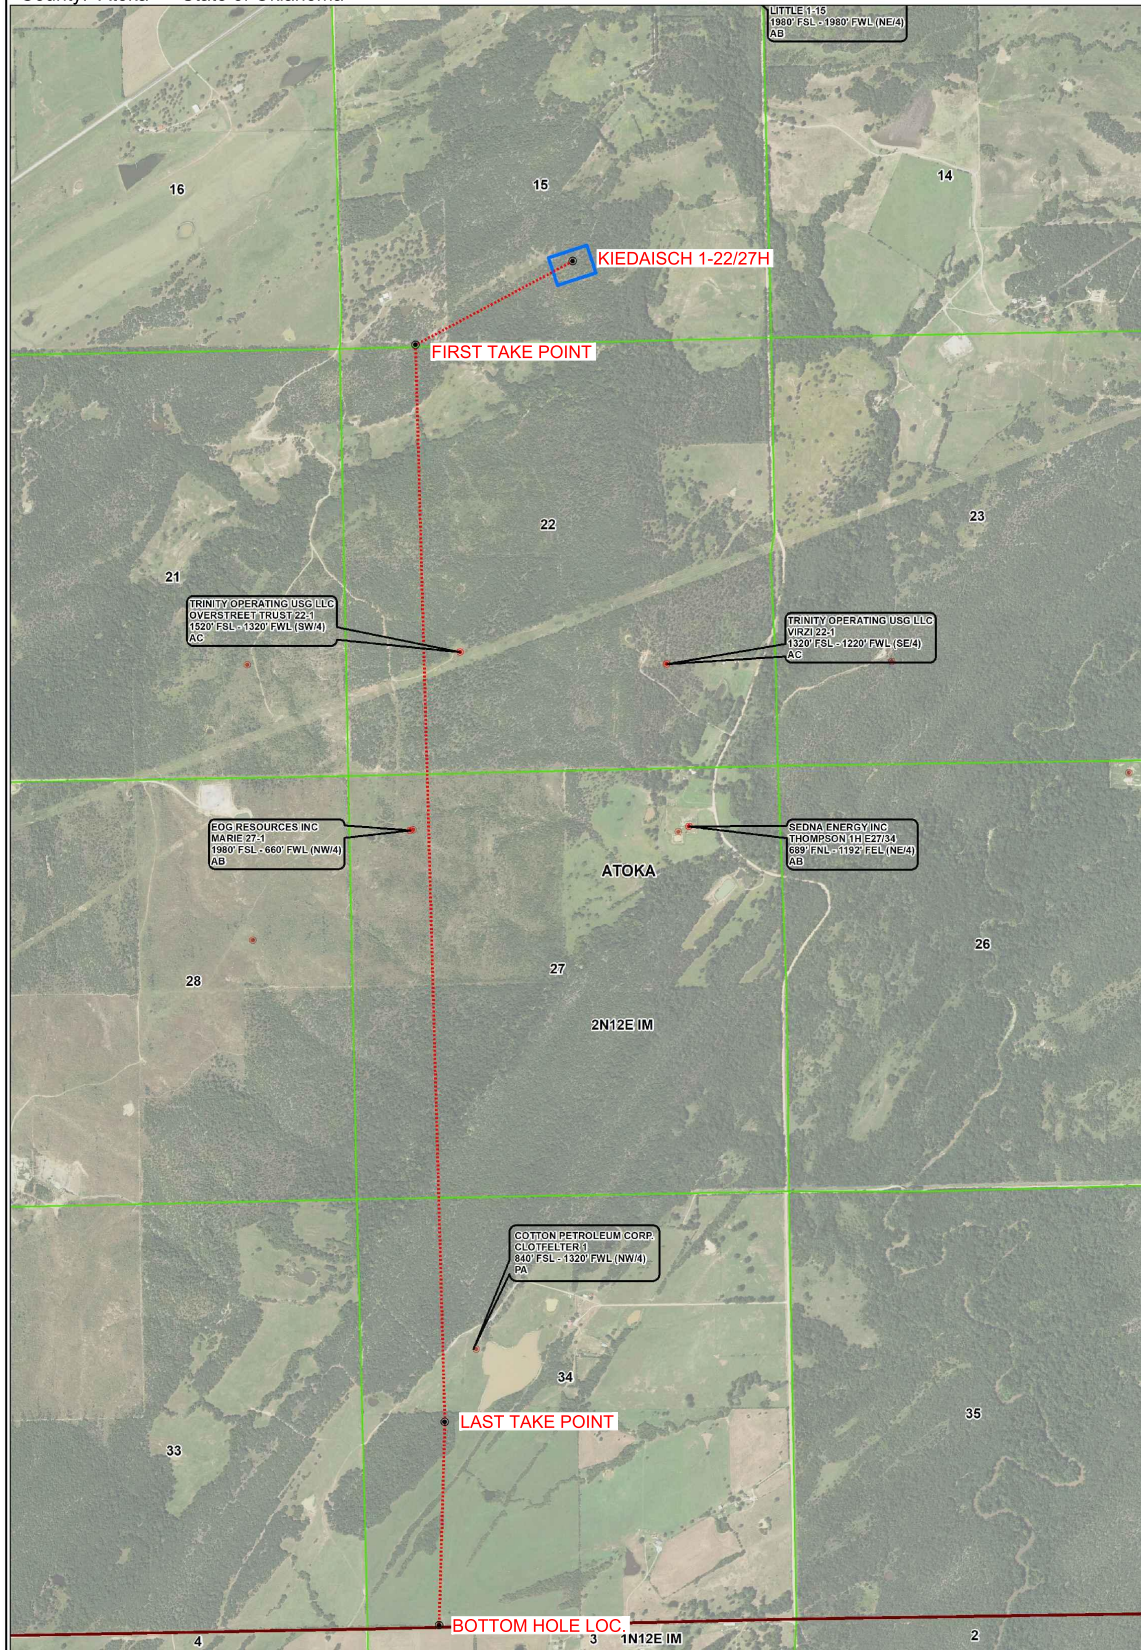 LITTLE 1-15
1980' FSL - 1980' FWL (NE/4)
AB
16
15
14
KIEDAISCH 1-22/27H
FIRST TAKE POINT
22
23
21
TRINITY OPERATING USG LLC
OVERSTREET TRUST 22-1
1520' FSL - 1320' FWL (SW/4)
AC
TRINITY OPERATING USG LLC
VIRZI 22-1
1320' FSL - 1220' FWL (SE/4)
AC
EOG RESOURCES INC
MARIE 27-1
1980' FSL - 660' FWL (NW/4)
AB
SEDNA ENERGY INC
THOMPSON 1H E27/34
689' FNL - 1192' FEL (NE/4)
AB
ATOKA
26
27
28
2N12E IM
COTTON PETROLEUM CORP.
CLOTFELTER 1
840' FSL - 1320' FWL (NW/4)
PA
34
35
LAST TAKE POINT
33
BOTTOM HOLE LOC.
4
3
1N12E IM
2